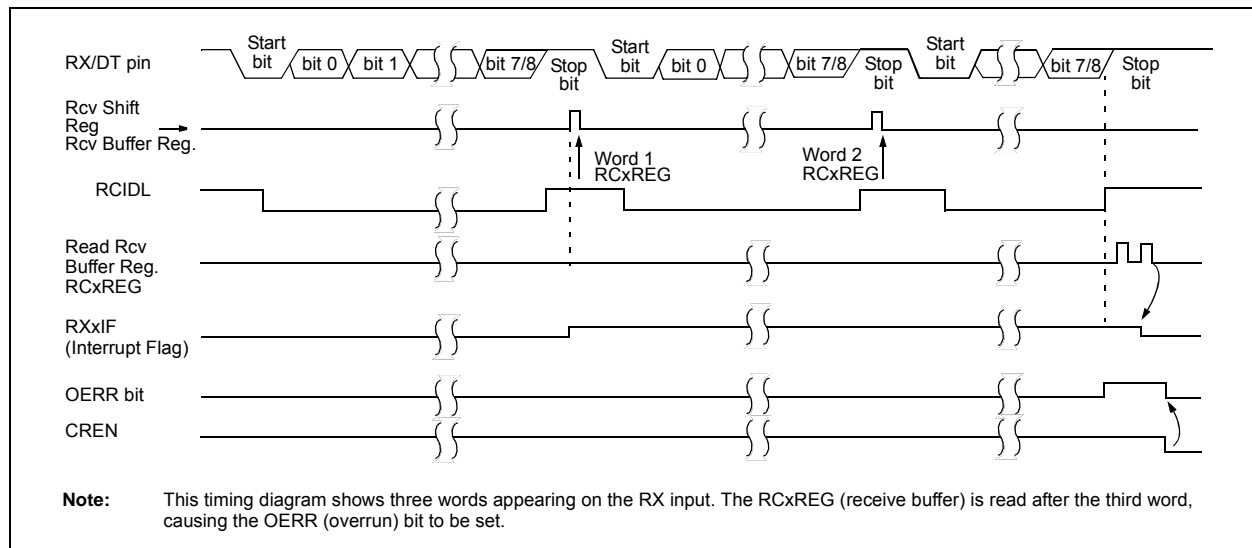 RX/DT pin
Start
bit
bit 0
bit 1
bit 7/8
Stop
bit
Start
bit
bit 0
bit 7/8
Stop
bit
Start
bit
bit 7/8
Stop
bit
Rcv Shift
Reg
Rcv Buffer Reg.
Word 1
RCxREG
Word 2
RCxREG
RCIDL
Read Rcv
Buffer Reg.
RCxREG
RXxIF
(Interrupt Flag)
OERR bit
CREN
Note: This timing diagram shows three words appearing on the RX input. The RCxREG (receive buffer) is read after the third word,
causing the OERR (overrun) bit to be set.